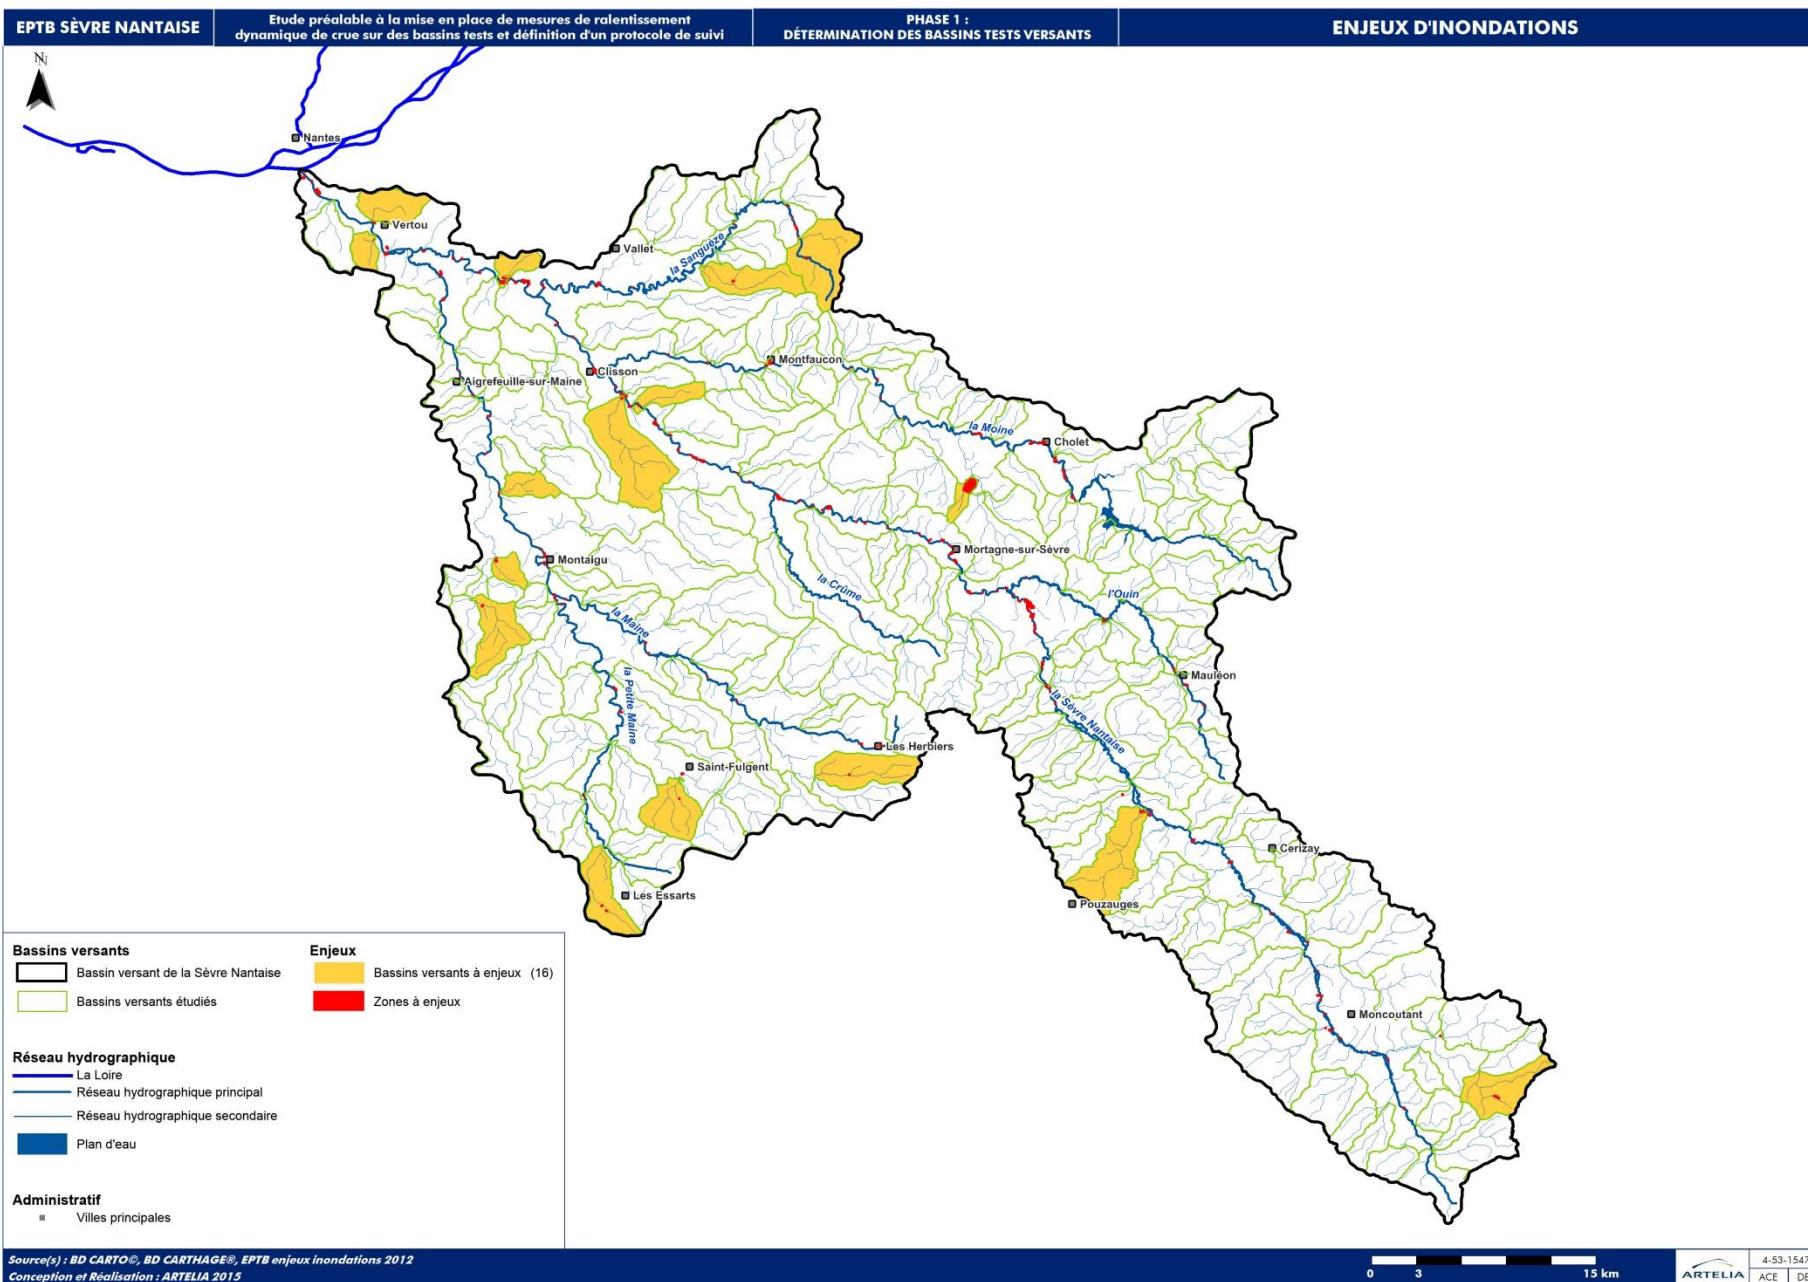 EPTB SÈVRE NANTAISE
Etude préalable à la mise en place de mesures de ralentissement
dynamique de crue sur des bassins tests et définition d'un protocole de suivi
PHASE 1 :
DÉTERMINATION DES BASSINS TESTS VERSANTS
ENJEUX D'INONDATIONS
N
Nantes
Vertou
Vallet
la Sanguèze
Montfaucon
Clisson
Aigrefeuille-sur-Maine
la Moine
Cholet
Mortagne-sur-Sèvre
Montaigu
la Crûme
l'Ouin
la Maine
Mauléon
la Petite Maine
la Sèvre Nantaise
Les Herbiers
Saint-Fulgent
Cerizay
Les Essarts
Pouzauges
Moncoutant
Bassins versants
Bassin versant de la Sèvre Nantaise
Bassins versants étudiés
Enjeux
Bassins versants à enjeux (16)
Zones à enjeux
Réseau hydrographique
La Loire
Réseau hydrographique principal
Réseau hydrographique secondaire
Plan d'eau
Administratif
Villes principales
Source(s) : BD CARTO©, BD CARTHAGE®, EPTB enjeux inondations 2012
Conception et Réalisation : ARTELIA 2015
0 3 15 km
ARTELIA
4-53-1547
ACE DE